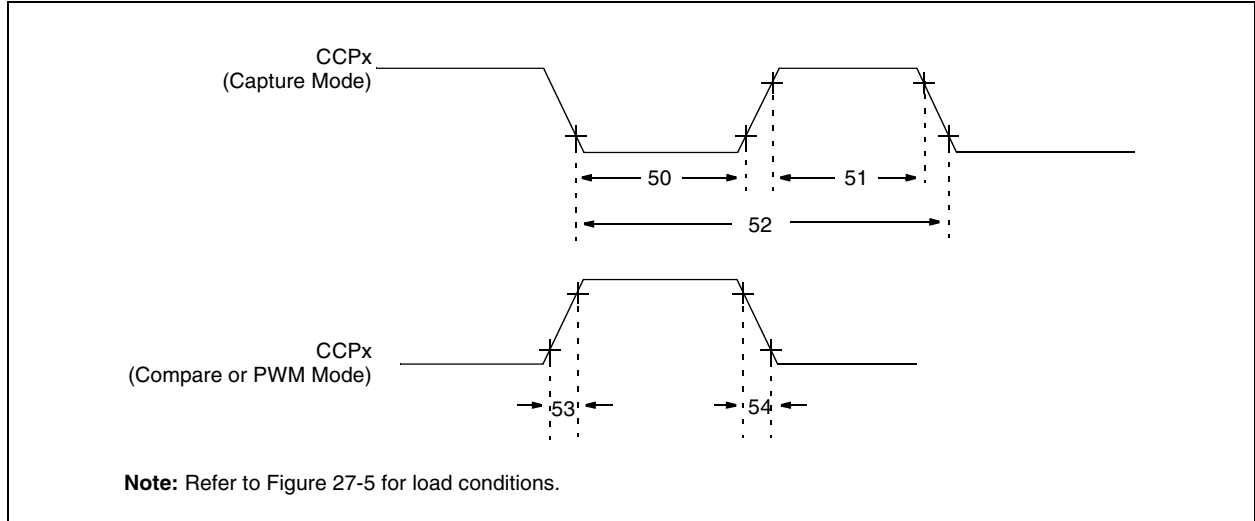 CCPx
(Capture Mode)
50
51
52
CCPx
(Compare or PWM Mode)
53
54
Note: Refer to Figure 27-5 for load conditions.